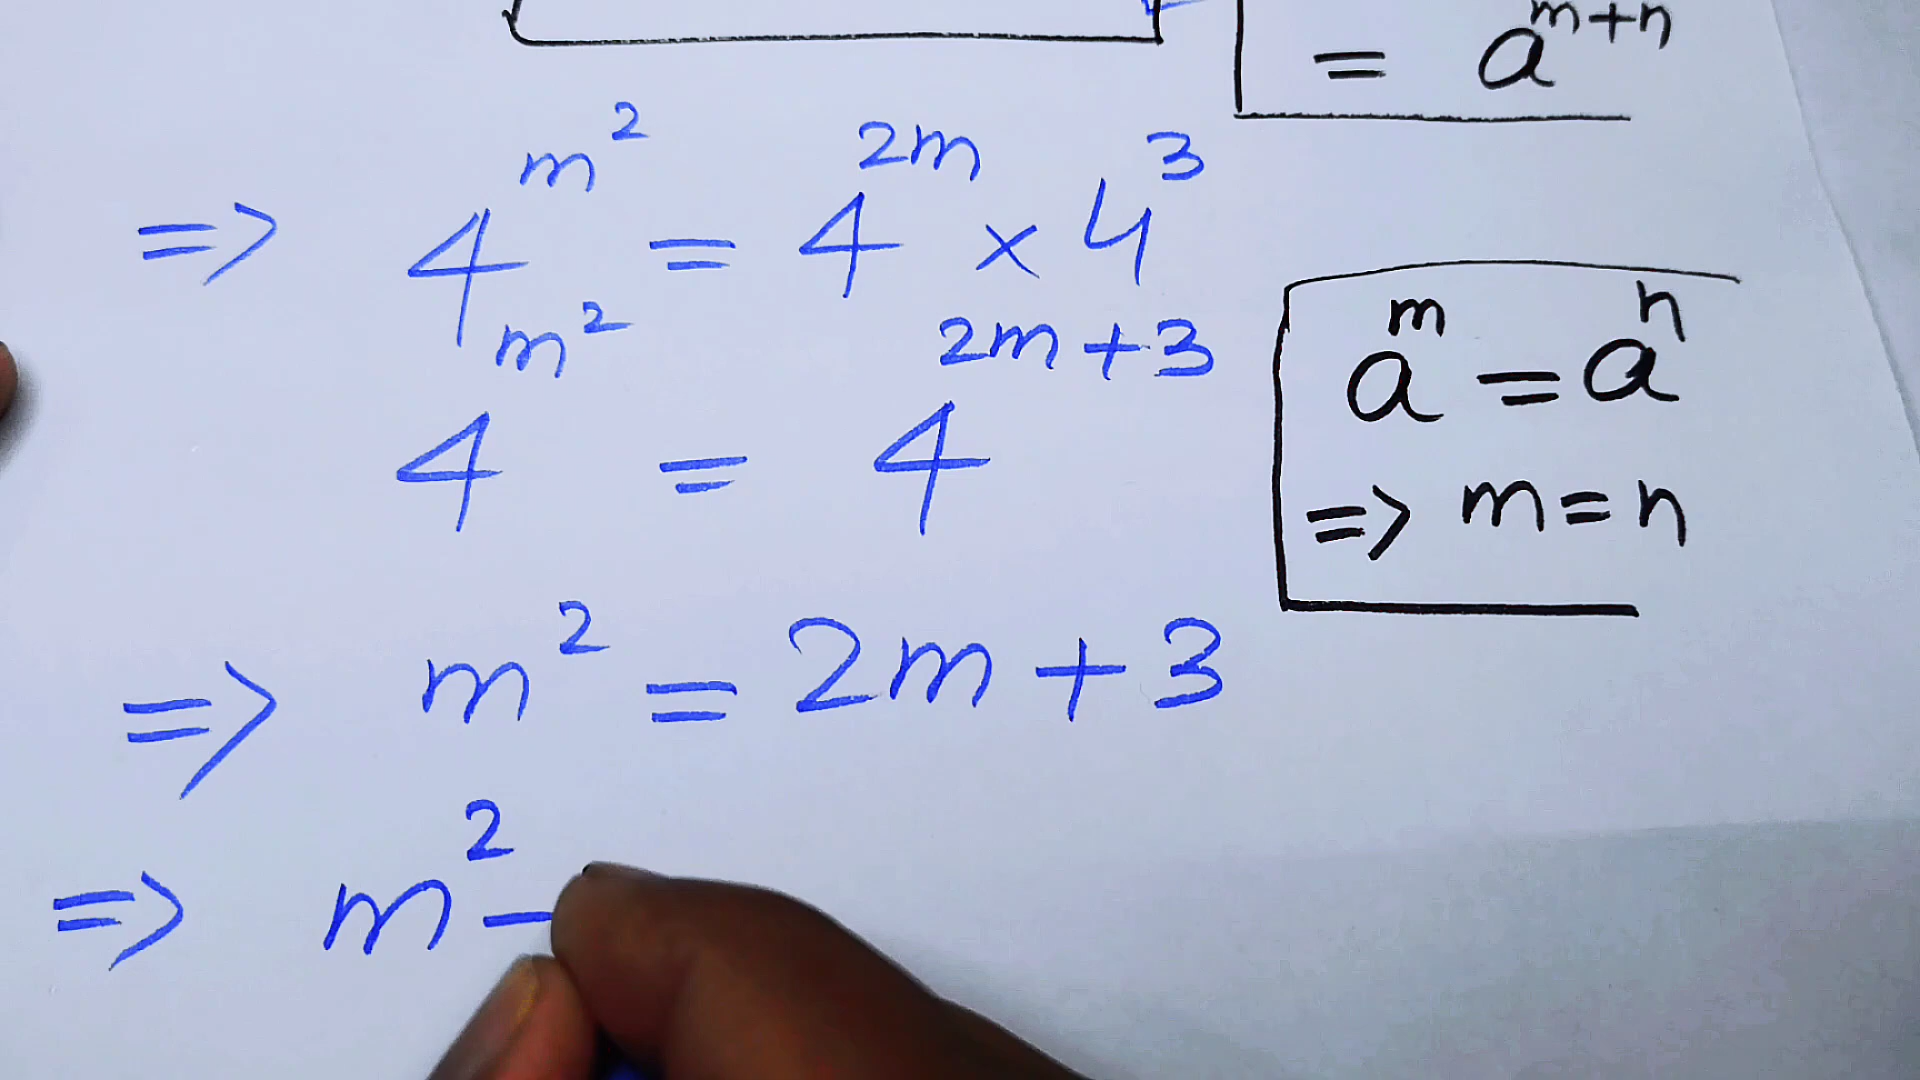 = a^{m+n}
=> 4^{m^2} = 4^{2m} × 4^3
4^{m^2} = 4^{2m+3}
a^m = a^n
=> m = n
=> m^2 = 2m + 3
=> m^2 -